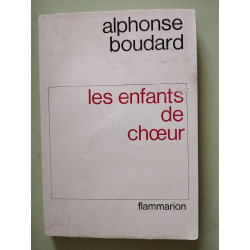 alphonse
boudard
les enfants
de
chœur
flammarion